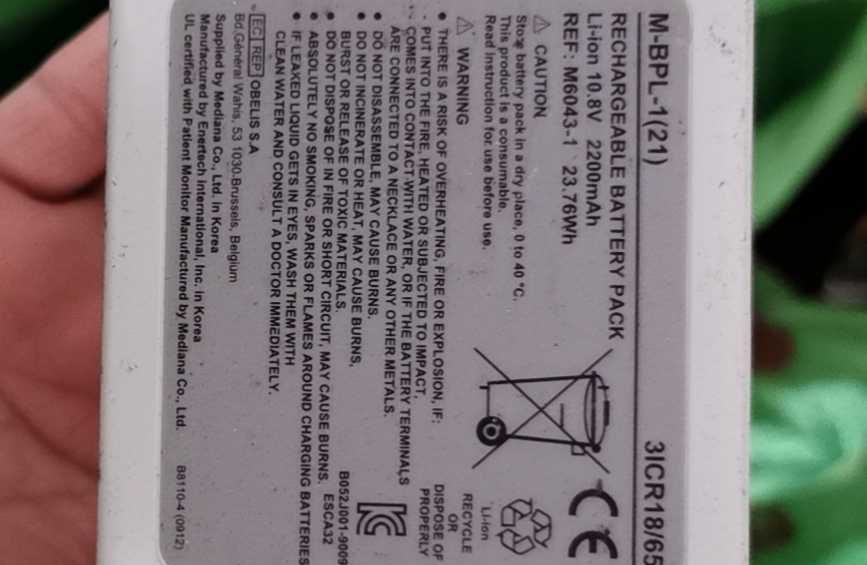 M-BPL-1(21)
3ICR18/65
RECHARGEABLE BATTERY PACK
Li-ion 10.8V 2200mAh
REF: M6043-1 23.76Wh
CE
CAUTION
Store battery pack in a dry place, 0 to 40 °C.
This product is a consumable.
Read instruction for use before use.
Li-ion
RECYCLE
OR
DISPOSE OF
PROPERLY
WARNING
• THERE IS A RISK OF OVERHEATING, FIRE OR EXPLOSION, IF:
- PUT INTO THE FIRE, HEATED OR SUBJECTED TO IMPACT,
- COMES INTO CONTACT WITH WATER, OR IF THE BATTERY TERMINALS
ARE CONNECTED TO A NECKLACE OR ANY OTHER METALS.
• DO NOT DISASSEMBLE, MAY CAUSE BURNS.
• DO NOT INCINERATE OR HEAT, MAY CAUSE BURNS,
BURST OR RELEASE OF TOXIC MATERIALS.
• DO NOT DISPOSE OF IN FIRE OR SHORT CIRCUIT, MAY CAUSE BURNS.
• ABSOLUTELY NO SMOKING, SPARKS OR FLAMES AROUND CHARGING BATTERIES
• IF LEAKED LIQUID GETS IN EYES, WASH THEM WITH
CLEAN WATER AND CONSULT A DOCTOR IMMEDIATELY.
B052J001-9009
ESCA32
EC REP OBELIS S.A
Bd.Général Wahis, 53 1030-Brussels, Belgium
Supplied by Mediana Co., Ltd. in Korea
Manufactured by Enertech International, Inc. in Korea
UL certified with Patient Monitor Manufactured by Mediana Co., Ltd.
B8110-4 (0912)